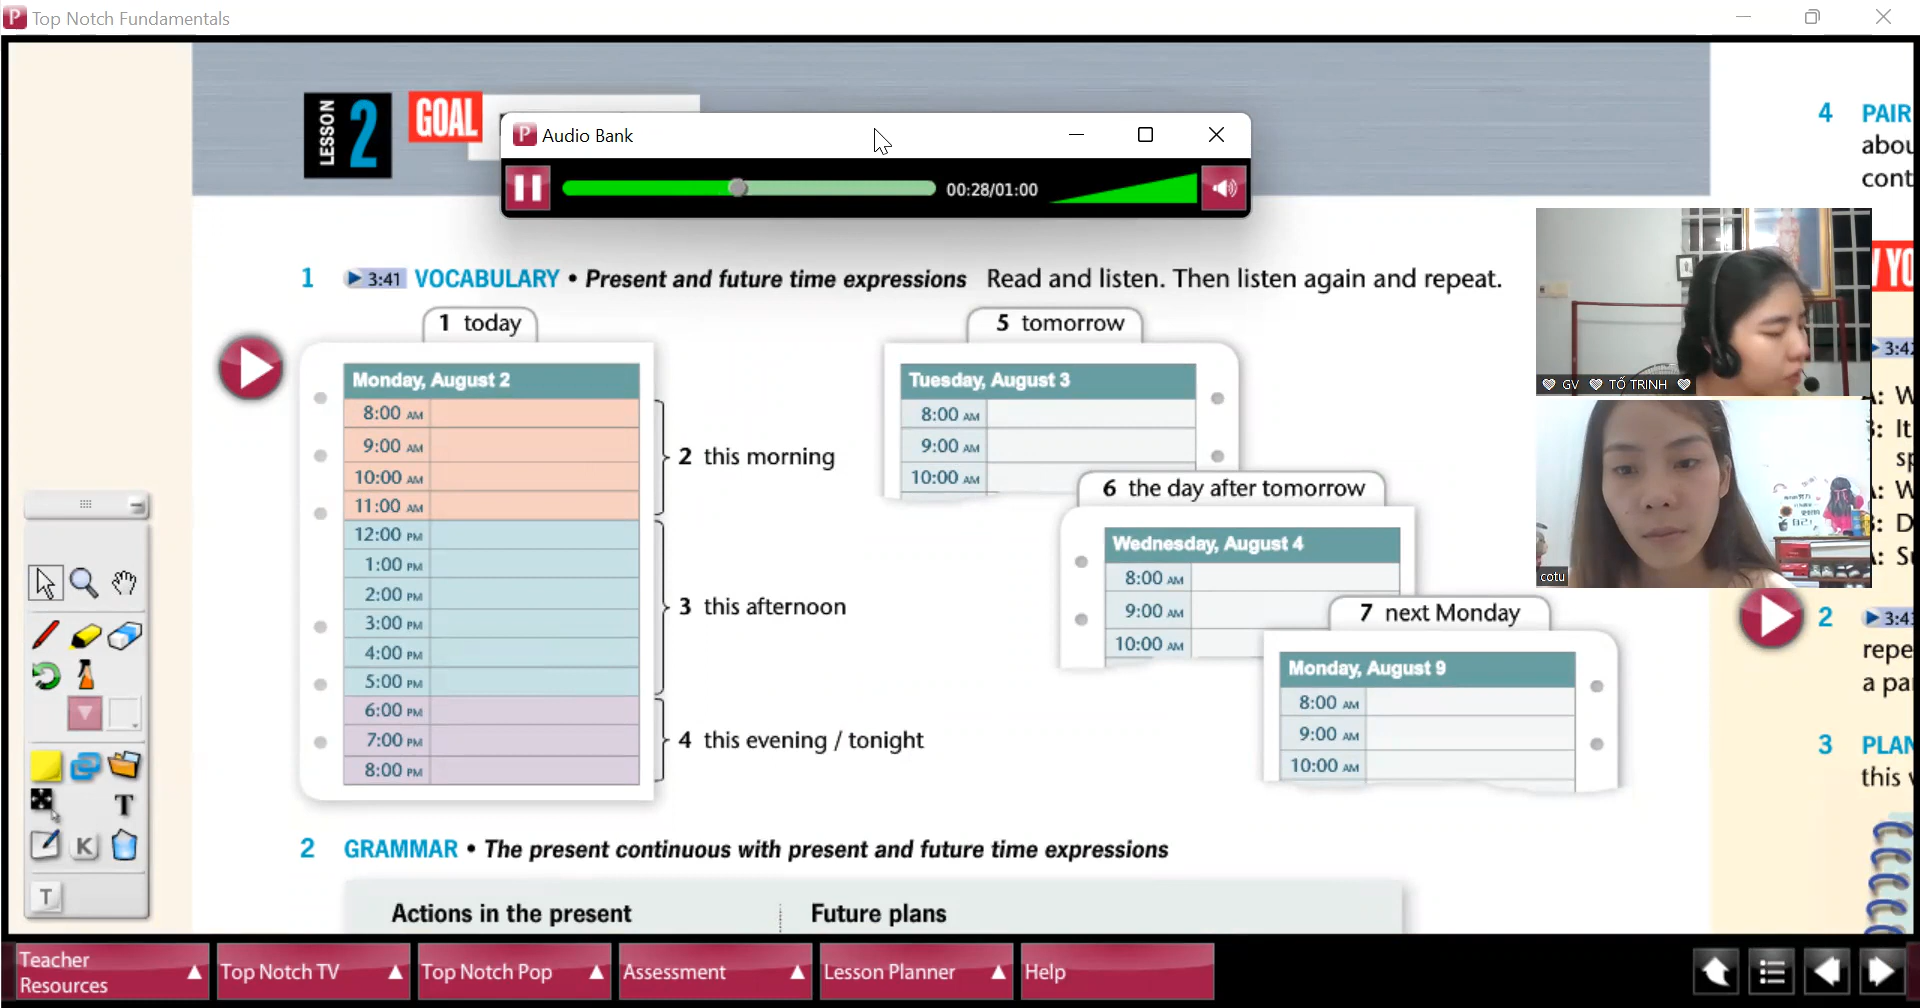 Top Notch Fundamentals
LESSON 2
GOAL
Audio Bank
00:28/01:00
1 3:41 VOCABULARY • Present and future time expressions Read and listen. Then listen again and repeat.
1 today
Monday, August 2
8:00 AM
9:00 AM
10:00 AM
11:00 AM
12:00 PM
1:00 PM
2:00 PM
3:00 PM
4:00 PM
5:00 PM
6:00 PM
7:00 PM
8:00 PM
2 this morning
3 this afternoon
4 this evening / tonight
5 tomorrow
Tuesday, August 3
8:00 AM
9:00 AM
10:00 AM
6 the day after tomorrow
Wednesday, August 4
8:00 AM
9:00 AM
10:00 AM
7 next Monday
Monday, August 9
8:00 AM
9:00 AM
10:00 AM
2 GRAMMAR • The present continuous with present and future time expressions
Actions in the present
Future plans
4 PAIR
GV TỐ TRINH
cotu
3:42
2 3:43
a
3
this
T
K
T
Teacher
Resources
Top Notch TV
Top Notch Pop
Assessment
Lesson Planner
Help